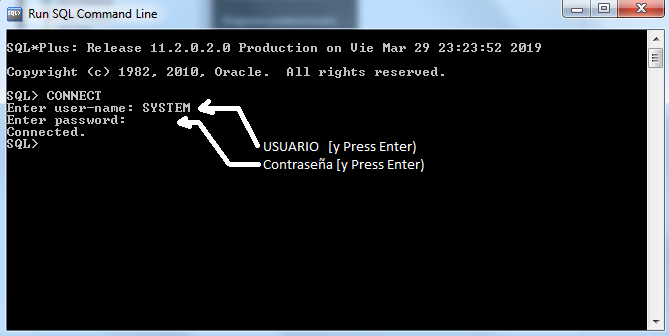 Run SQL Command Line
SQL*Plus: Release 11.2.0.2.0 Production on Vie Mar 29 23:23:52 2019
Copyright (c) 1982, 2010, Oracle.  All rights reserved.
SQL> CONNECT
Enter user-name: SYSTEM
Enter password:
Connected.
SQL>
USUARIO [y Press Enter)
Contraseña [y Press Enter)